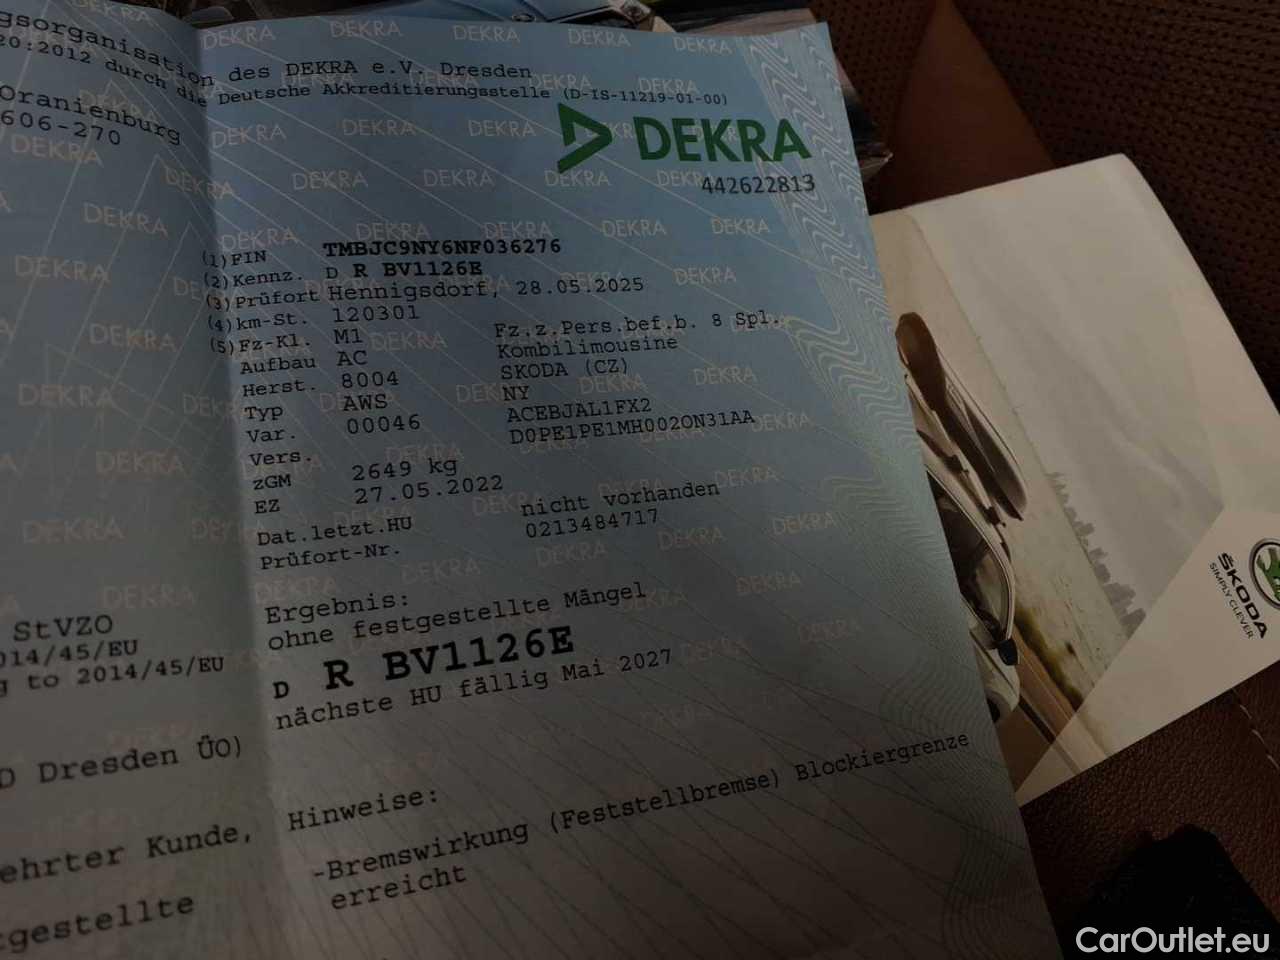 gsorganisation des DEKRA e.V. Dresden
20:2012 durch die Deutsche Akkreditierungsstelle (D-IS-11219-01-00)
Oranienburg
606-270
DEKRA
442622813
(1) FIN TMBJC9NY6NF036276
(2) Kennz. D R BV1126E
(3) Prüfort Hennigsdorf, 28.05.2025
(4) km-St. 120301
(5) Fz-Kl. M1 Fz.z.Pers.bef.b. 8 Spl.
Aufbau AC Kombilimousine
Herst. 8004 SKODA (CZ)
Typ AWS NY
Var. 00046 ACEBJAL1FX2
Vers. D0PE1PE1MH002ON31AA
zGM 2649 kg
EZ 27.05.2022
Dat.letzt.HU nicht vorhanden
Prüfort-Nr. 0213484717
Ergebnis:
ohne festgestellte Mängel
D R BV1126E
nächste HU fällig Mai 2027
StVZO
014/45/EU
g to 2014/45/EU
D Dresden ÜO)
ehrter Kunde,
tgestellte
Hinweise:
-Bremswirkung (Feststellbremse) Blockiergrenze
erreicht
ŠKODA
SIMPLY CLEVER
CarOutlet.eu